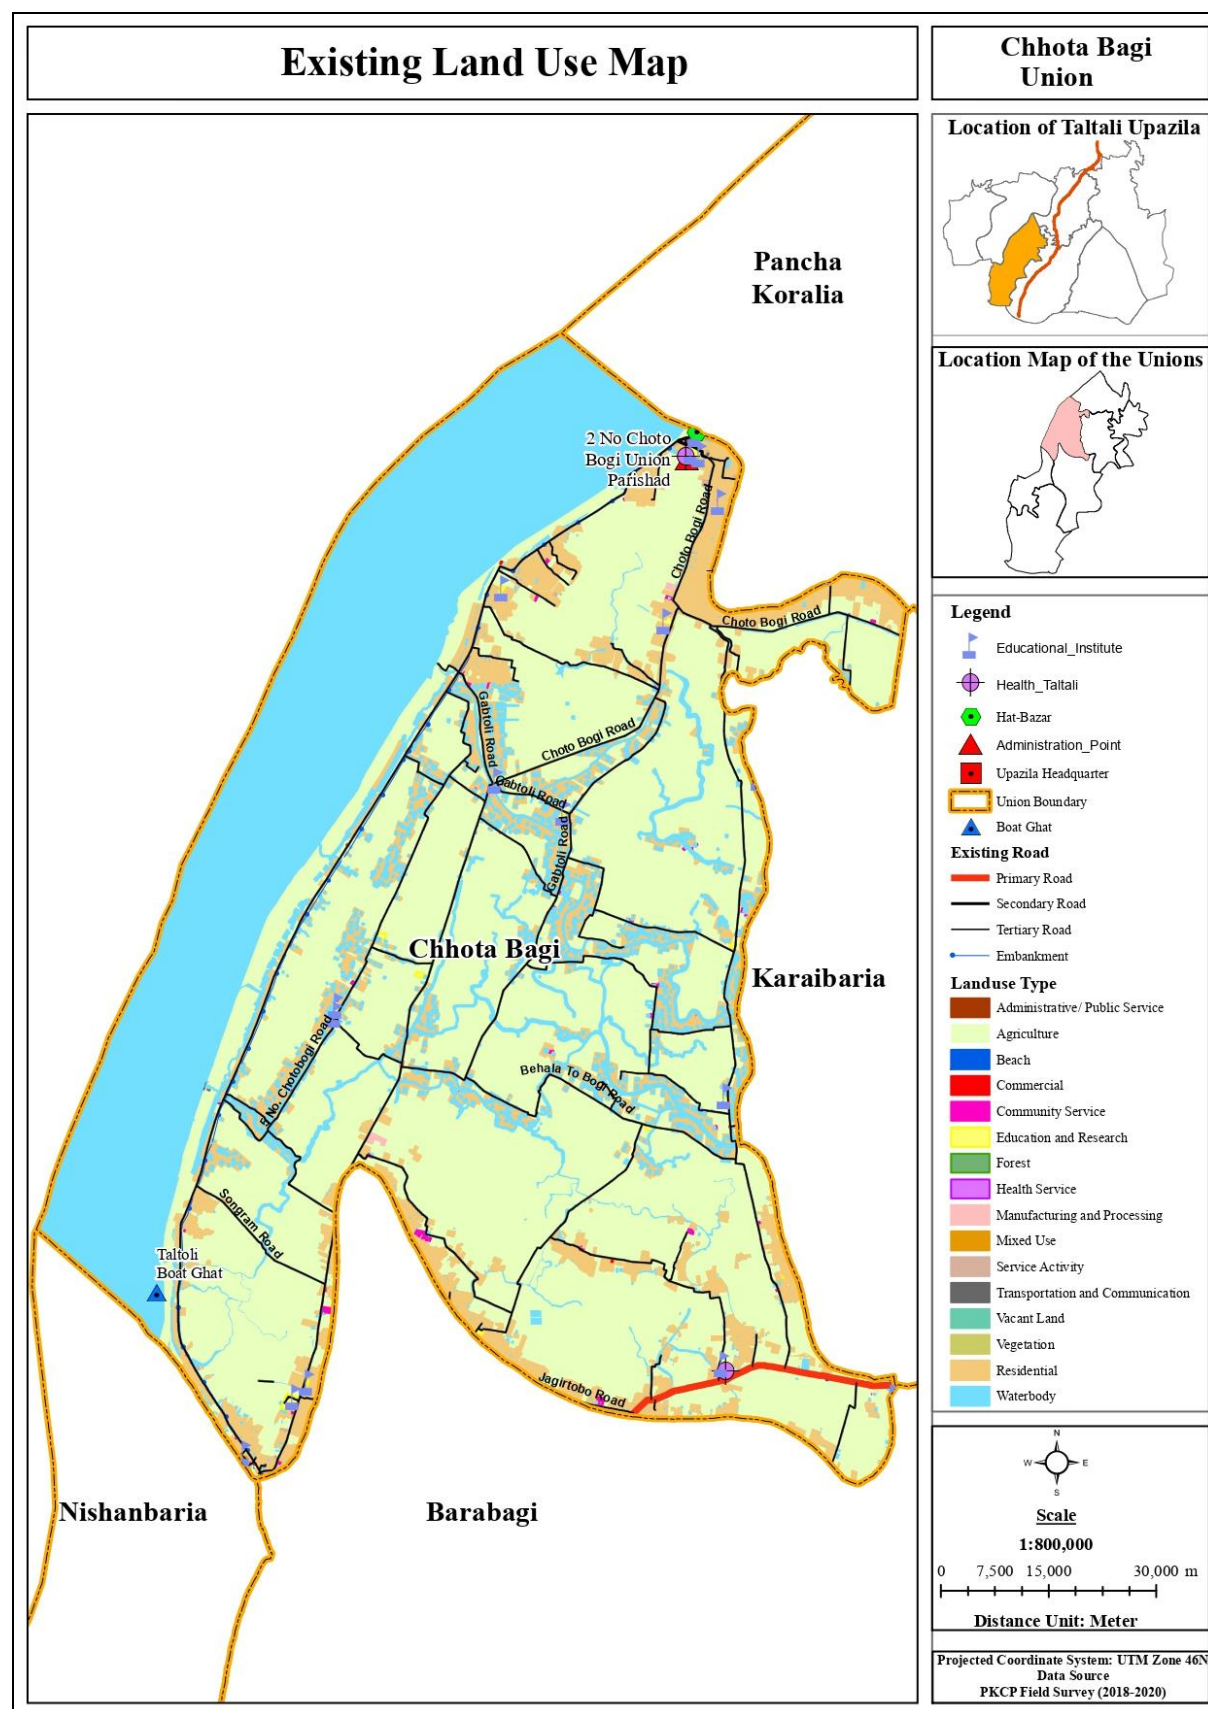 Existing Land Use Map
Chhota Bagi
Union
Location of Taltali Upazila
Location Map of the Unions
Pancha
Koralia
2 No Choto
Bogi Union
Parishad
Choto Bogi Road
Choto Bogi Road
Gabtoli Road
Choto Bogi Road
Gabtoli Road
Gabtoli Road
Chhota Bagi
Karaibaria
Behala To Bogi Road
No. Chotobogi Road
Songram Road
Taltoli
Boat Ghat
Jagirtobo Road
Nishanbaria
Barabagi
Legend
Educational_Institute
Health_Taltali
Hat-Bazar
Administration_Point
Upazila Headquarter
Union Boundary
Boat Ghat
Existing Road
Primary Road
Secondary Road
Tertiary Road
Embankment
Landuse Type
Administrative/ Public Service
Agriculture
Beach
Commercial
Community Service
Education and Research
Forest
Health Service
Manufacturing and Processing
Mixed Use
Service Activity
Transportation and Communication
Vacant Land
Vegetation
Residential
Waterbody
N
W E
S
Scale
1:800,000
0 7,500 15,000 30,000 m
Distance Unit: Meter
Projected Coordinate System: UTM Zone 46N
Data Source
PKCP Field Survey (2018-2020)